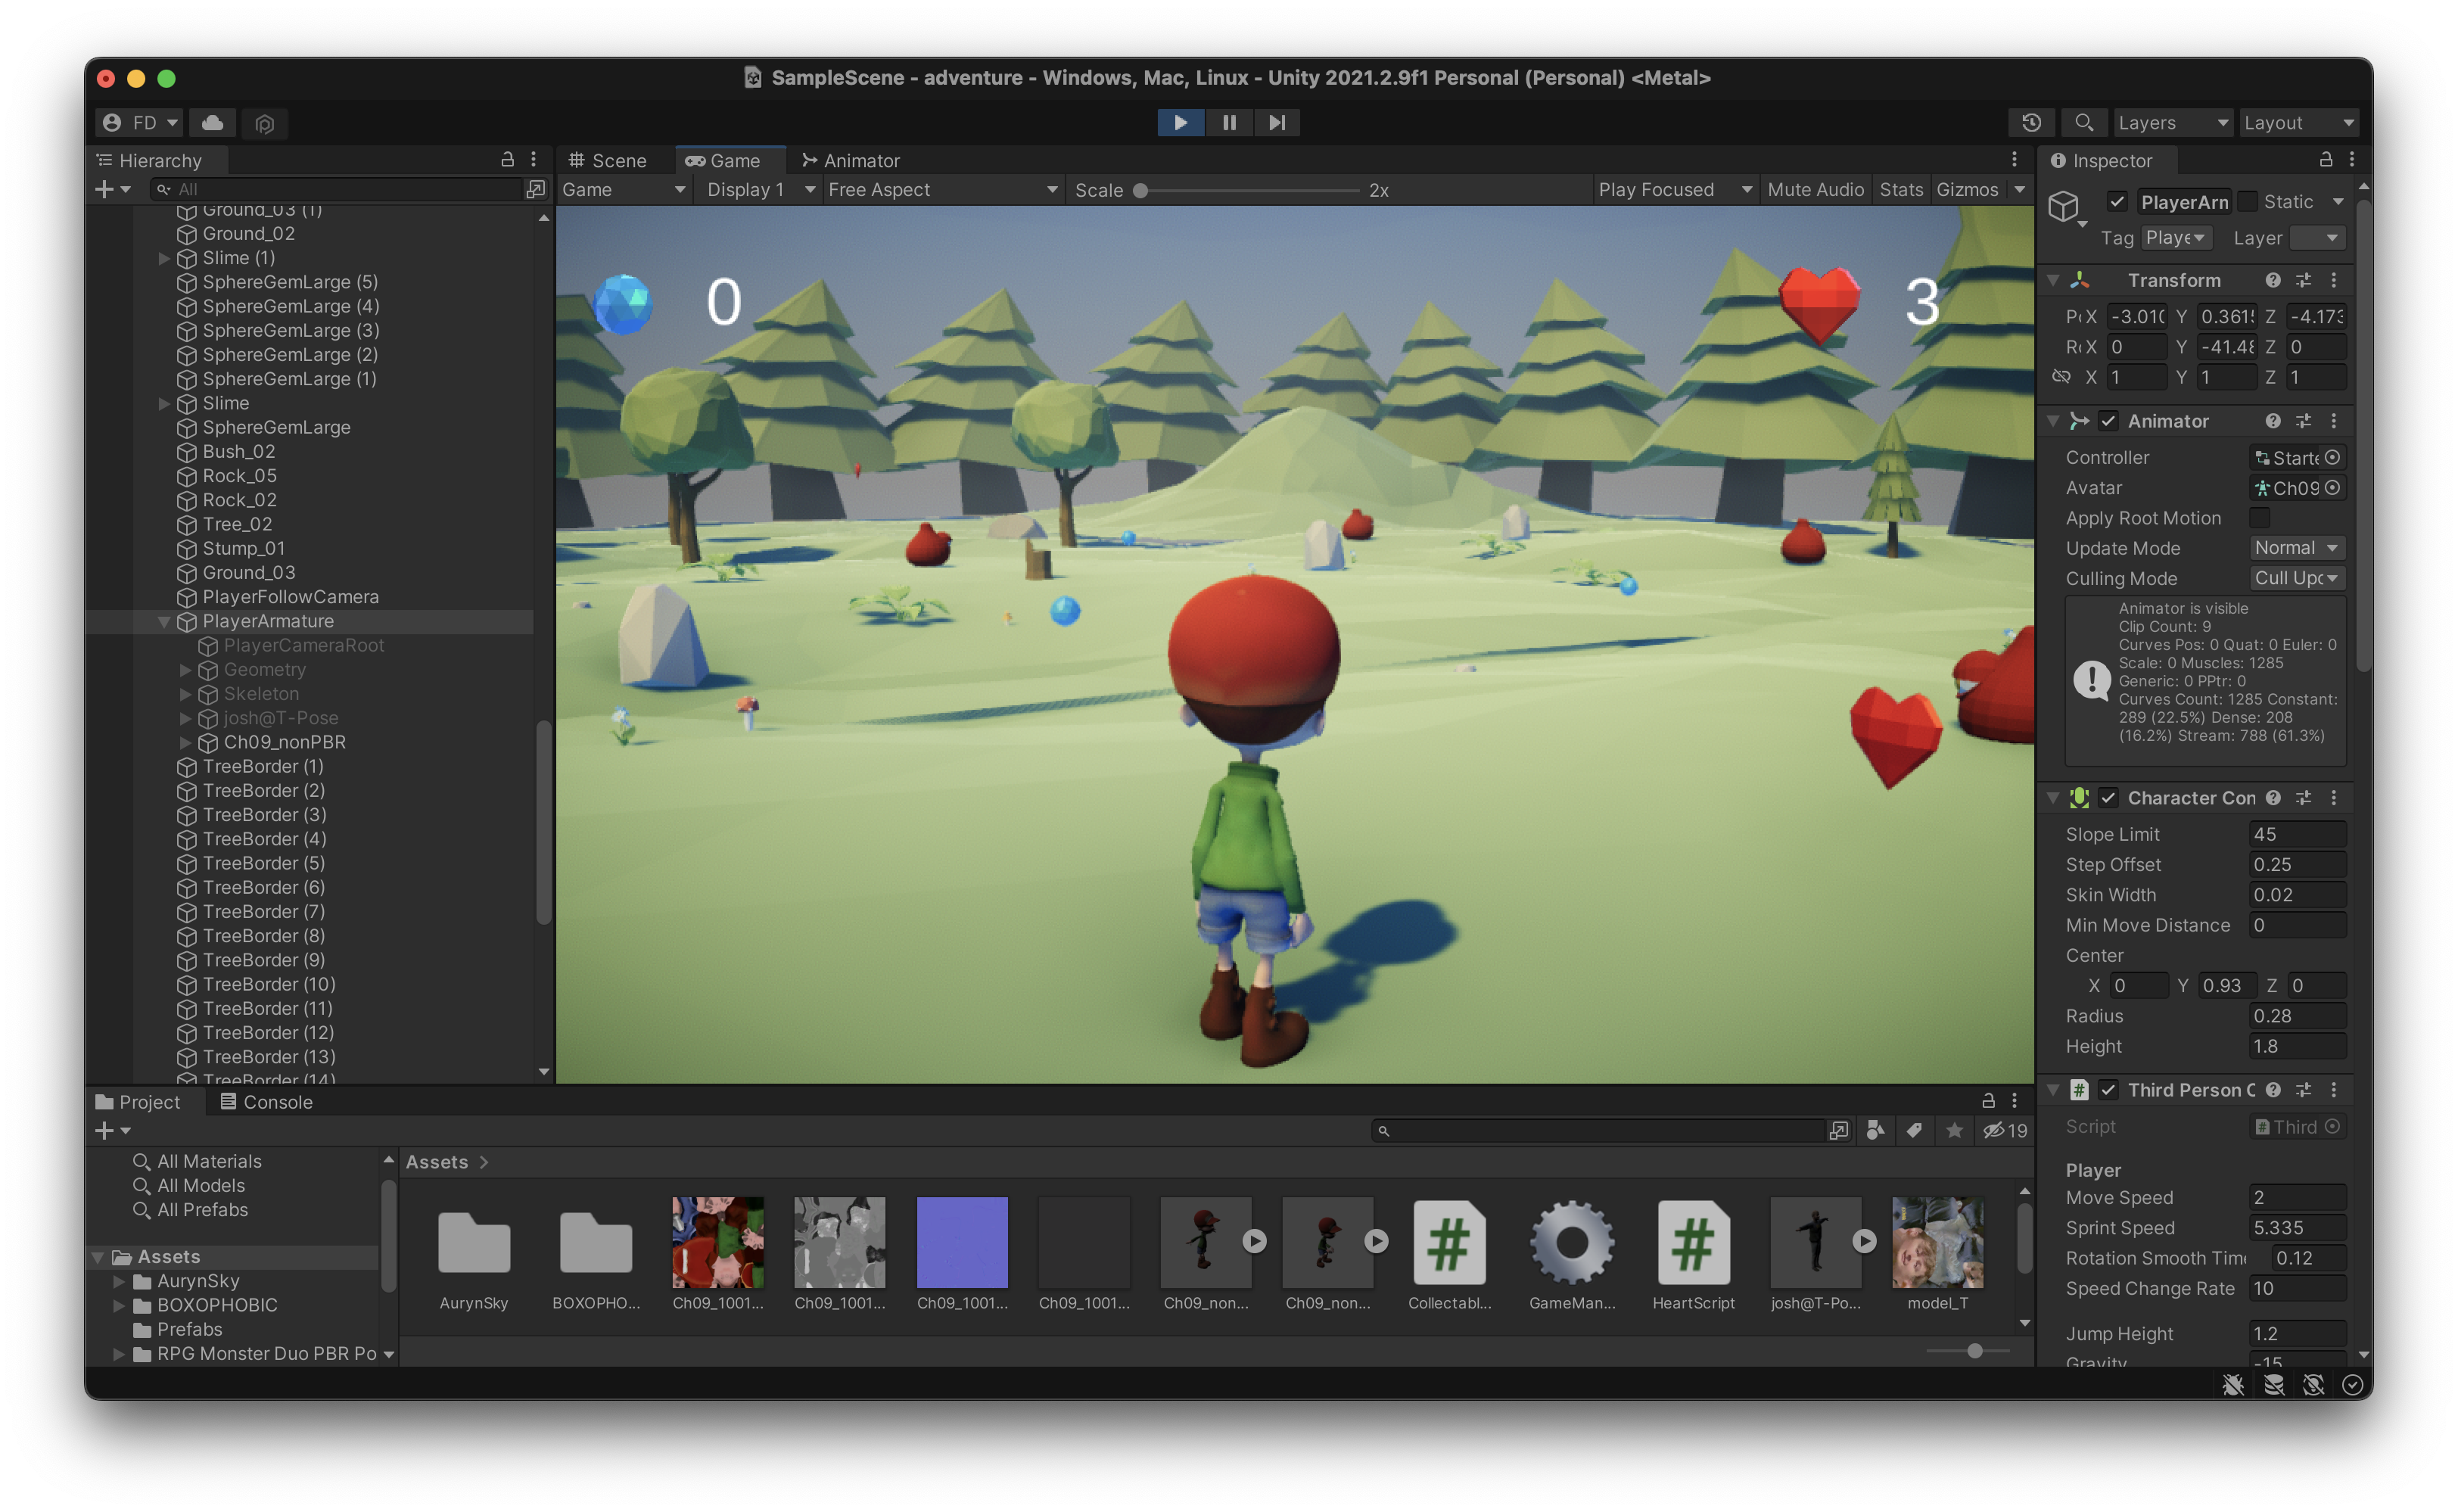 SampleScene - adventure - Windows, Mac, Linux - Unity 2021.2.9f1 Personal (Personal) <Metal>
FD
Layers
Layout
Hierarchy
All
Ground_03 (1)
Ground_02
Slime (1)
SphereGemLarge (5)
SphereGemLarge (4)
SphereGemLarge (3)
SphereGemLarge (2)
SphereGemLarge (1)
Slime
SphereGemLarge
Bush_02
Rock_05
Rock_02
Tree_02
Stump_01
Ground_03
PlayerFollowCamera
PlayerArmature
PlayerCameraRoot
Geometry
Skeleton
josh@T-Pose
Ch09_nonPBR
TreeBorder (1)
TreeBorder (2)
TreeBorder (3)
TreeBorder (4)
TreeBorder (5)
TreeBorder (6)
TreeBorder (7)
TreeBorder (8)
TreeBorder (9)
TreeBorder (10)
TreeBorder (11)
TreeBorder (12)
TreeBorder (13)
TreeBorder (14)
Scene
Game
Animator
Game
Display 1
Free Aspect
Scale
2x
Play Focused
Mute Audio
Stats
Gizmos
0
3
Inspector
PlayerArn
Static
Tag Playe
Layer
Transform
P X -3.010 Y 0.361 Z -4.173
R X 0 Y -41.48 Z 0
X 1 Y 1 Z 1
Animator
Controller Starte
Avatar Ch09
Apply Root Motion
Update Mode Normal
Culling Mode Cull Upc
Animator is visible
Clip Count: 9
Curves Pos: 0 Quat: 0 Euler: 0
Scale: 0 Muscles: 1285
Generic: 0 PPtr: 0
Curves Count: 1285 Constant:
289 (22.5%) Dense: 208
(16.2%) Stream: 788 (61.3%)
Character Con
Slope Limit 45
Step Offset 0.25
Skin Width 0.02
Min Move Distance 0
Center
X 0 Y 0.93 Z 0
Radius 0.28
Height 1.8
Third Person C
Script Third
Player
Move Speed 2
Sprint Speed 5.335
Rotation Smooth Tim 0.12
Speed Change Rate 10
Jump Height 1.2
Gravity -15
Project
Console
19
All Materials
All Models
All Prefabs
Assets
AurynSky
BOXOPHOBIC
Prefabs
RPG Monster Duo PBR Po
Assets >
AurynSky
BOXOPHO...
Ch09_1001...
Ch09_1001...
Ch09_1001...
Ch09_1001...
Ch09_non...
Ch09_non...
Collectabl...
GameMan...
HeartScript
josh@T-Po...
model_T